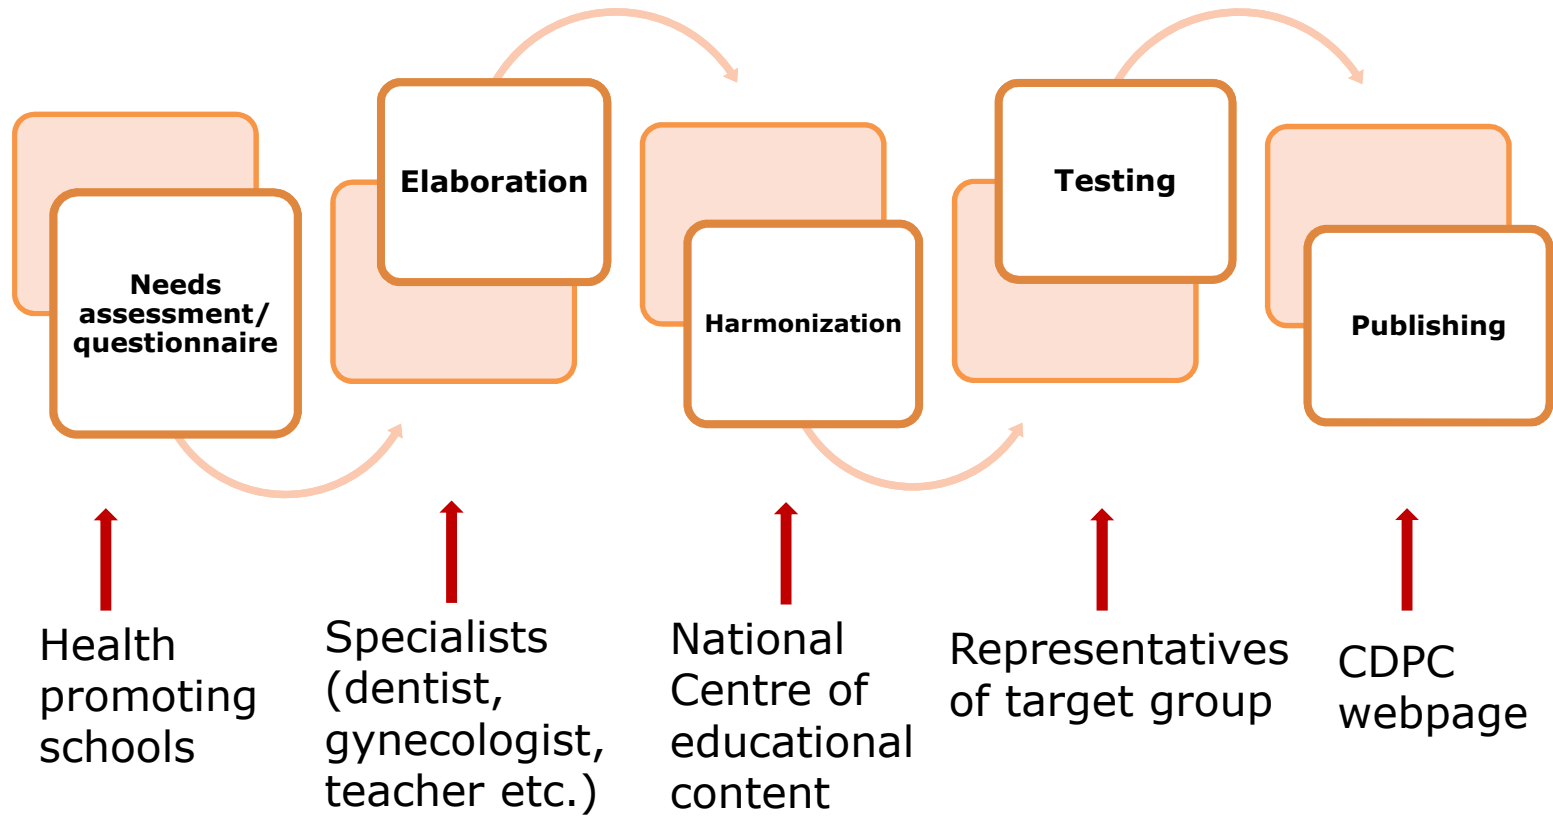 Needs
assessment/
questionnaire
Elaboration
Harmonization
Testing
Publishing
Health
promoting
schools
Specialists
(dentist,
gynecologist,
teacher etc.)
National
Centre of
educational
content
Representatives
of target group
CDPC
webpage